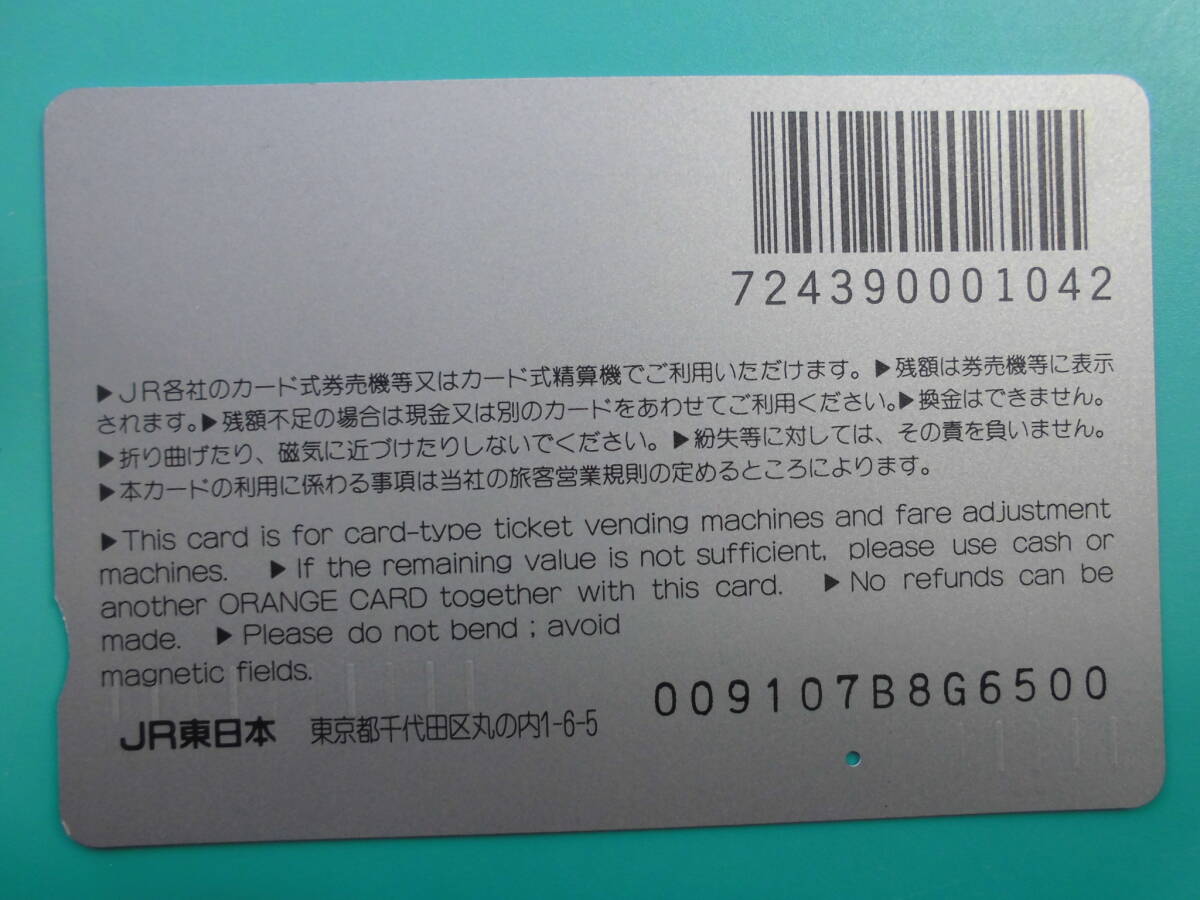 724390001042
▶JR各社のカード式券売機等又はカード式精算機でご利用いただけます。▶残額は券売機等に表示
されます。▶残額不足の場合は現金又は別のカードをあわせてご利用ください。▶換金はできません。
▶折り曲げたり、磁気に近づけたりしないでください。▶紛失等に対しては、その責を負いません。
▶本カードの利用に係わる事項は当社の旅客営業規則の定めるところによります。
▶This card is for card-type ticket vending machines and fare adjustment
machines. ▶If the remaining value is not sufficient, please use cash or
another ORANGE CARD together with this card. ▶No refunds can be
made. ▶Please do not bend ; avoid
magnetic fields.
009107B8G6500
JR東日本 東京都千代田区丸の内1-6-5